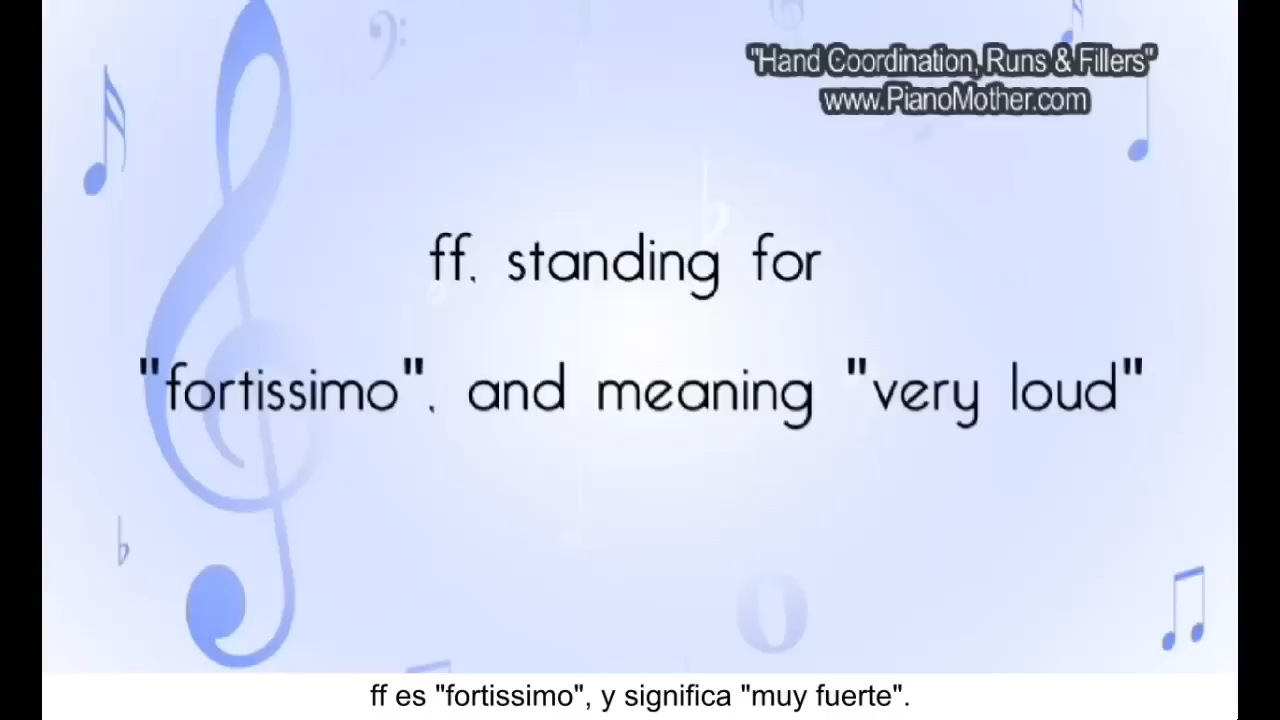 "Hand Coordination, Runs & Fillers"
www.PianoMother.com
ff, standing for
"fortissimo", and meaning "very loud"
ff es "fortissimo", y significa "muy fuerte".